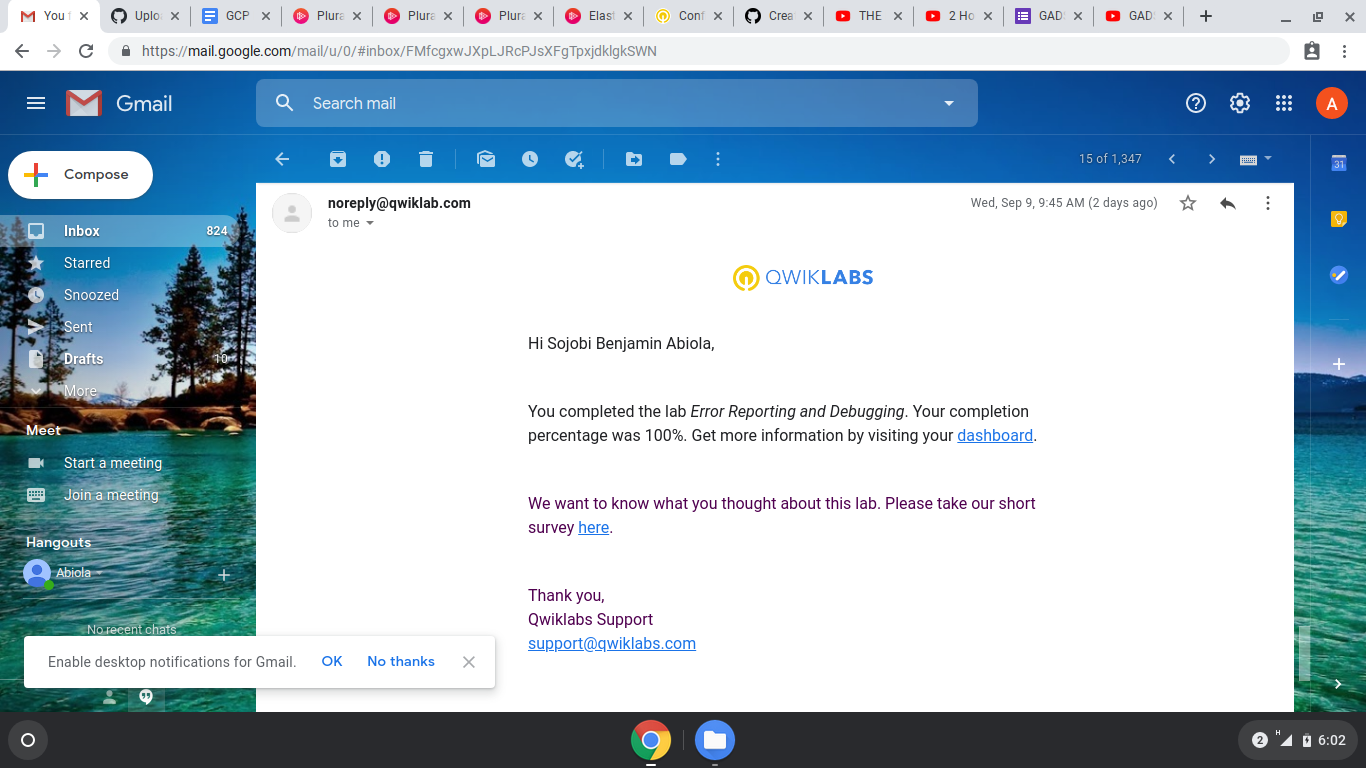 You f
Uploa
GCP
Plura
Plura
Plura
Elast
Conf
Creat
THE
2 Ho
GADS
GADS
https://mail.google.com/mail/u/0/#inbox/FMfcgxwJXpLJRcPJsXFgTpxjdklgkSWN
Gmail
Search mail
A
Compose
15 of 1,347
31
Inbox 824
Starred
Snoozed
Sent
Drafts 10
More
Meet
Start a meeting
Join a meeting
Hangouts
Abiola
No recent chats
noreply@qwiklab.com
Wed, Sep 9, 9:45 AM (2 days ago)
to me
QWIKLABS
Hi Sojobi Benjamin Abiola,
You completed the lab Error Reporting and Debugging. Your completion
percentage was 100%. Get more information by visiting your dashboard.
We want to know what you thought about this lab. Please take our short
survey here.
Thank you,
Qwiklabs Support
support@qwiklabs.com
Enable desktop notifications for Gmail. OK No thanks
2 H 6:02